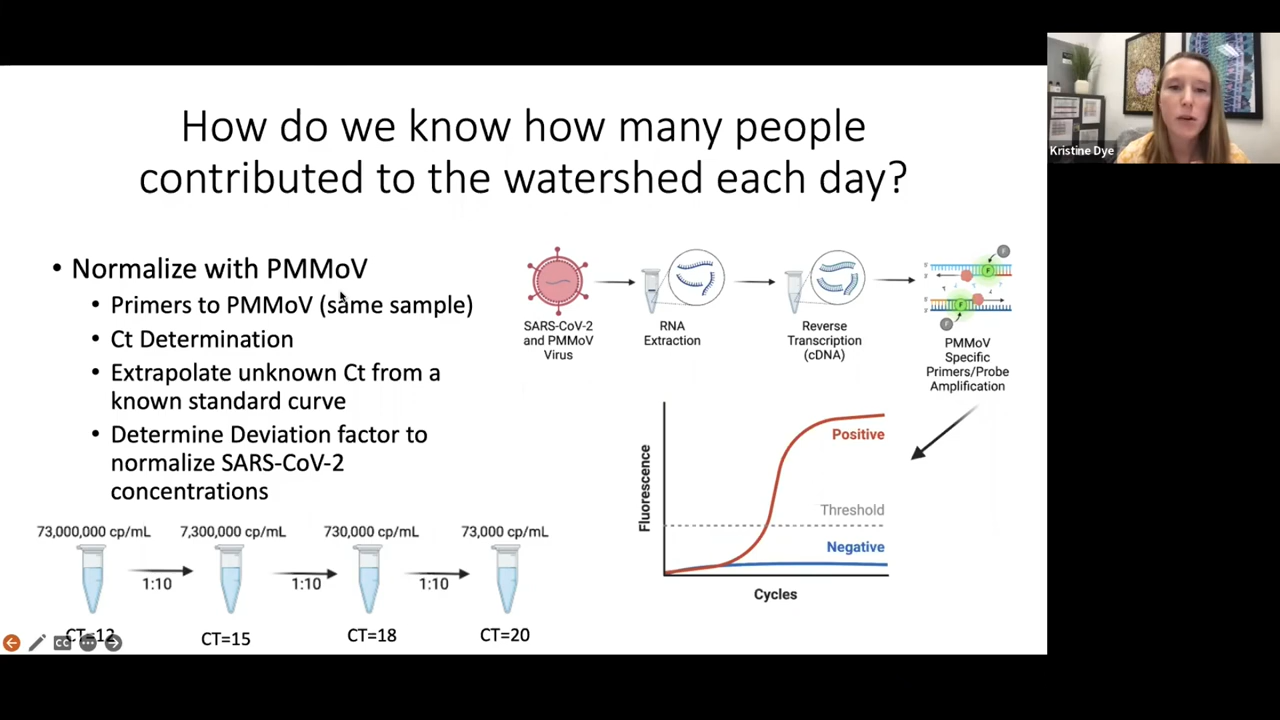 How do we know how many people
contributed to the watershed each day?
Kristine Dye
• Normalize with PMMoV
• Primers to PMMoV (same sample)
• Ct Determination
• Extrapolate unknown Ct from a
known standard curve
• Determine Deviation factor to
normalize SARS-CoV-2
concentrations
SARS-CoV-2
and PMMoV
Virus
RNA
Extraction
Reverse
Transcription
(cDNA)
F
F
PMMoV
Specific
Primers/Probe
Amplification
Fluorescence
Positive
Threshold
Negative
Cycles
73,000,000 cp/mL
7,300,000 cp/mL
730,000 cp/mL
73,000 cp/mL
1:10
1:10
1:10
CT=12
CT=15
CT=18
CT=20
CC